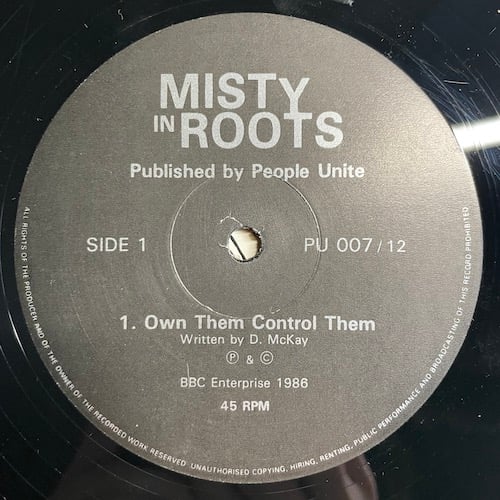 MISTY
IN ROOTS
Published by People Unite
SIDE 1
PU 007/12
1. Own Them Control Them
Written by D. McKay
Ⓟ & ©
BBC Enterprise 1986
45 RPM
ALL RIGHTS OF THE PRODUCER AND OF THE OWNER OF THE RECORDED WORK RESERVED UNAUTHORISED COPYING, HIRING, RENTING, PUBLIC PERFORMANCE AND BROADCASTING OF THIS RECORD PROHIBITED